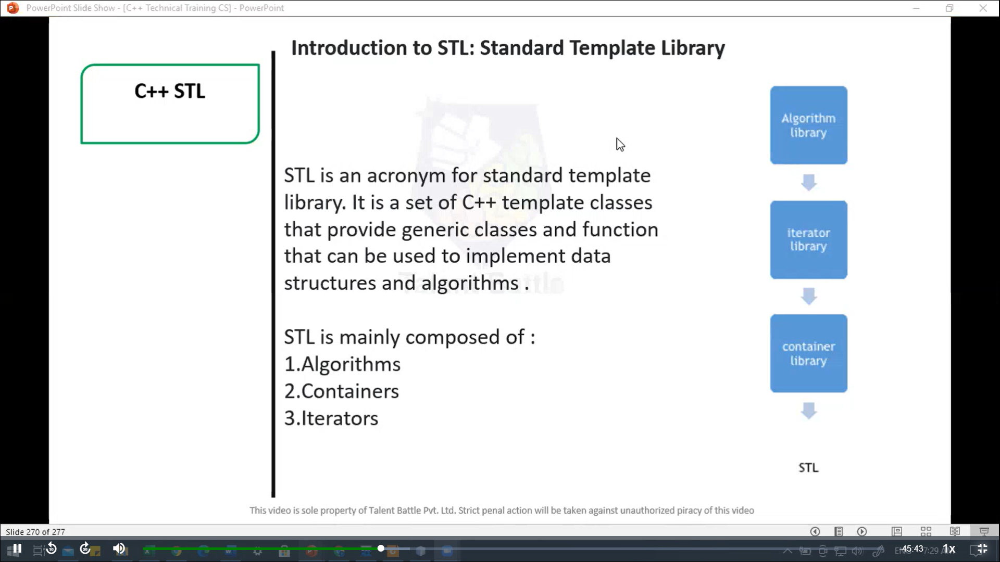 PowerPoint Slide Show - [C++ Technical Training CS] - PowerPoint
Introduction to STL: Standard Template Library
C++ STL
STL is an acronym for standard template
library. It is a set of C++ template classes
that provide generic classes and function
that can be used to implement data
structures and algorithms .
STL is mainly composed of :
1.Algorithms
2.Containers
3.Iterators
Algorithm
library
iterator
library
container
library
STL
Talent Battle
This video is sole property of Talent Battle Pvt. Ltd. Strict penal action will be taken against unauthorized piracy of this video
Slide 270 of 277
10
30
-45:43
1x